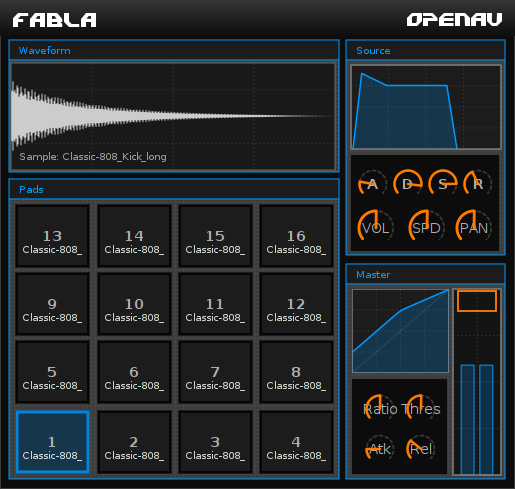 FABLA
OPENAV
Waveform
Sample: Classic-808_Kick_long
Pads
13
14
15
16
Classic-808_
Classic-808_
Classic-808_
Classic-808_
9
10
11
12
Classic-808_
Classic-808_
Classic-808_
Classic-808_
5
6
7
8
Classic-808_
Classic-808_
Classic-808_
Classic-808_
1
2
3
4
Classic-808_
Classic-808_
Classic-808_
Classic-808_
Source
A D S R
VOL SPD PAN
Master
Ratio Thres
Atk Rel